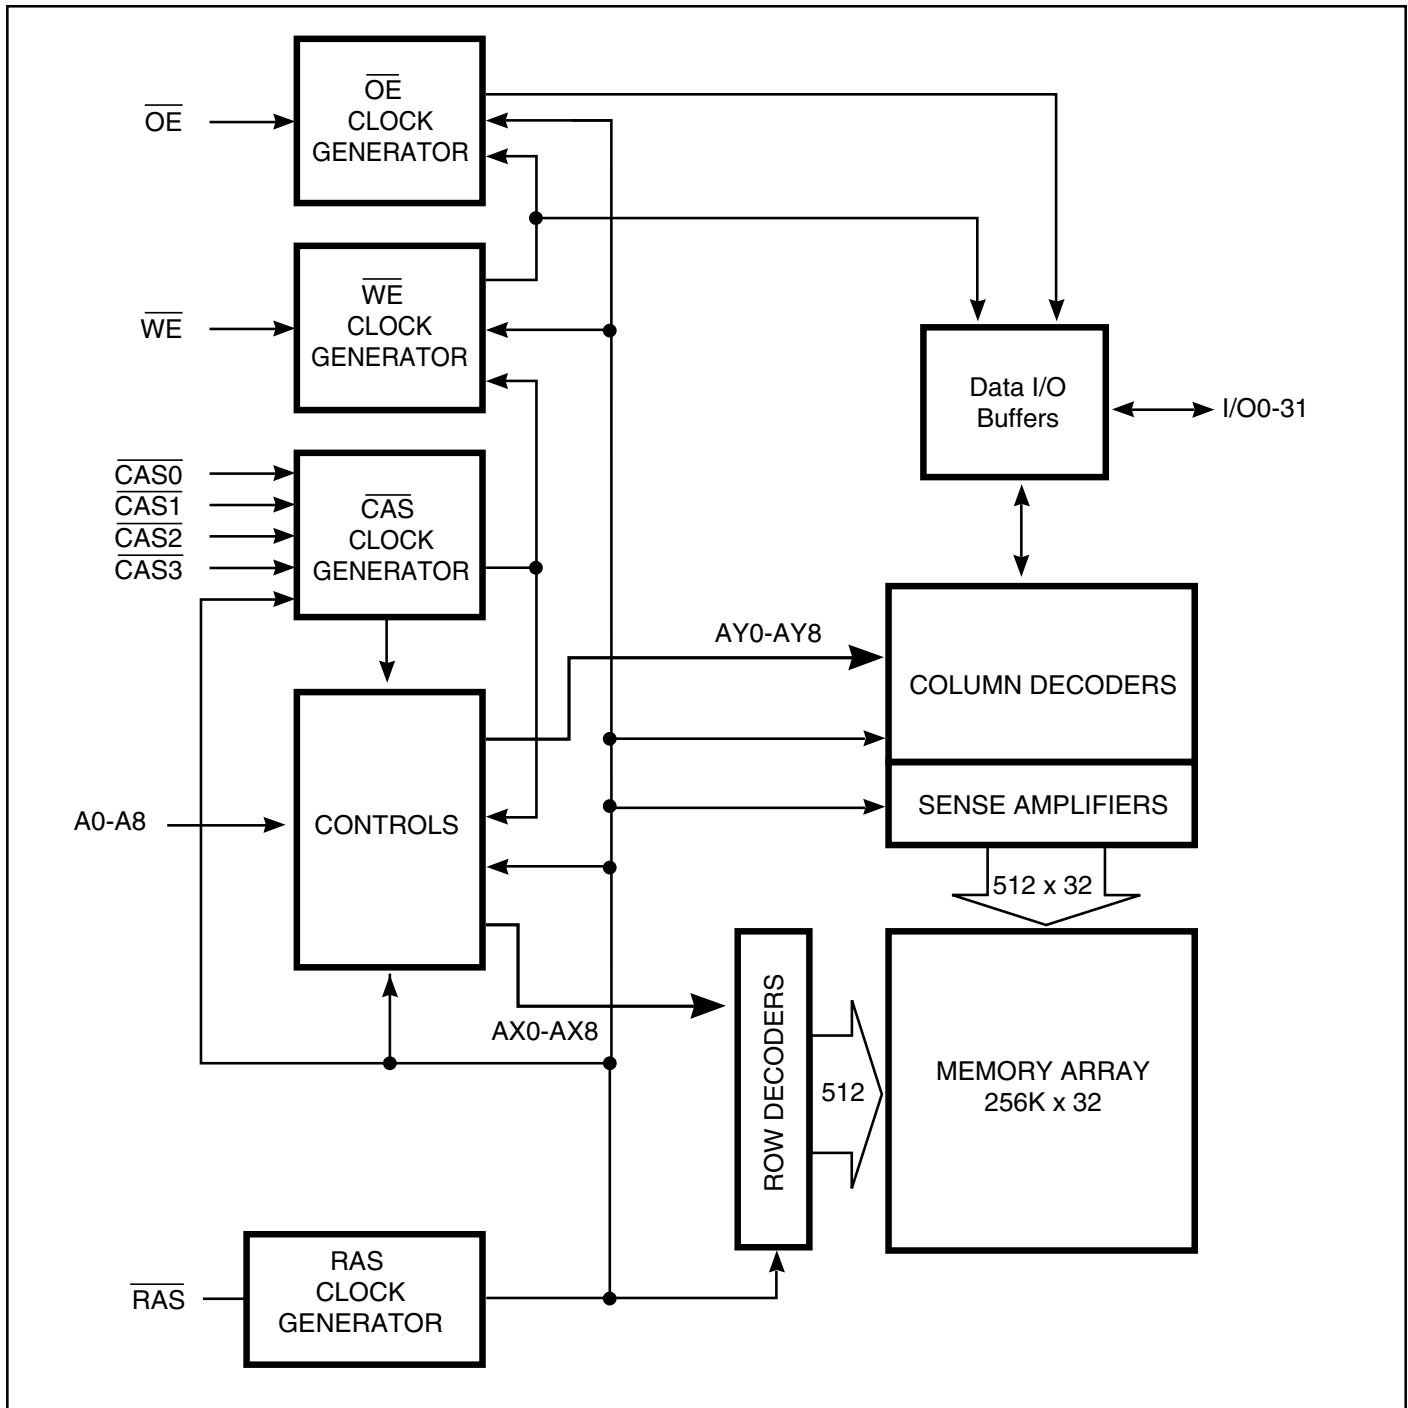 OE
OE
CLOCK
GENERATOR
WE
WE
CLOCK
GENERATOR
Data I/O
Buffers
I/O0-31
CAS0
CAS1
CAS2
CAS3
CAS
CLOCK
GENERATOR
AY0-AY8
COLUMN DECODERS
A0-A8
CONTROLS
SENSE AMPLIFIERS
512 x 32
AX0-AX8
ROW DECODERS
512
MEMORY ARRAY
256K x 32
RAS
RAS
CLOCK
GENERATOR